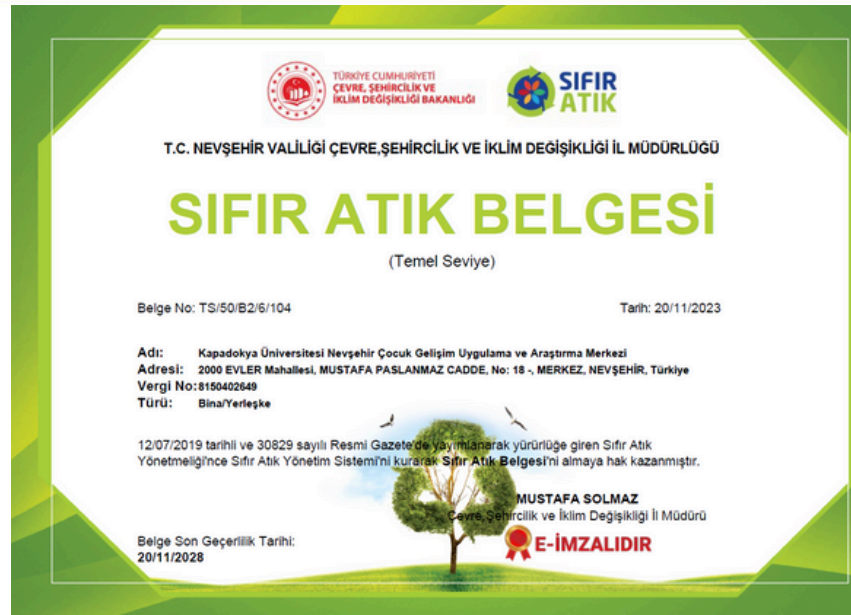 TÜRKİYE CUMHURİYETİ
ÇEVRE, ŞEHİRCİLİK VE
İKLİM DEĞİŞİKLİĞİ BAKANLIĞI
SIFIR
ATIK
T.C. NEVŞEHİR VALİLİĞİ ÇEVRE,ŞEHİRCİLİK VE İKLİM DEĞİŞİKLİĞİ İL MÜDÜRLÜĞÜ
SIFIR ATIK BELGESİ
(Temel Seviye)
Belge No: TS/50/B2/6/104
Tarih: 20/11/2023
Adı: Kapadokya Üniversitesi Nevşehir Çocuk Gelişim Uygulama ve Araştırma Merkezi
Adresi: 2000 EVLER Mahallesi, MUSTAFA PASLANMAZ CADDE, No: 18 -, MERKEZ, NEVŞEHİR, Türkiye
Vergi No:8150402649
Türü: Bina/Yerleşke
12/07/2019 tarihli ve 30829 sayılı Resmi Gazete'de yayımlanarak yürürlüğe giren Sıfır Atık
Yönetmeliği'nce Sıfır Atık Yönetim Sistemi'ni kurarak Sıfır Atık Belgesi'ni almaya hak kazanmıştır.
MUSTAFA SOLMAZ
Çevre,Şehircilik ve İklim Değişikliği İl Müdürü
E-İMZALIDIR
Belge Son Geçerlilik Tarihi:
20/11/2028